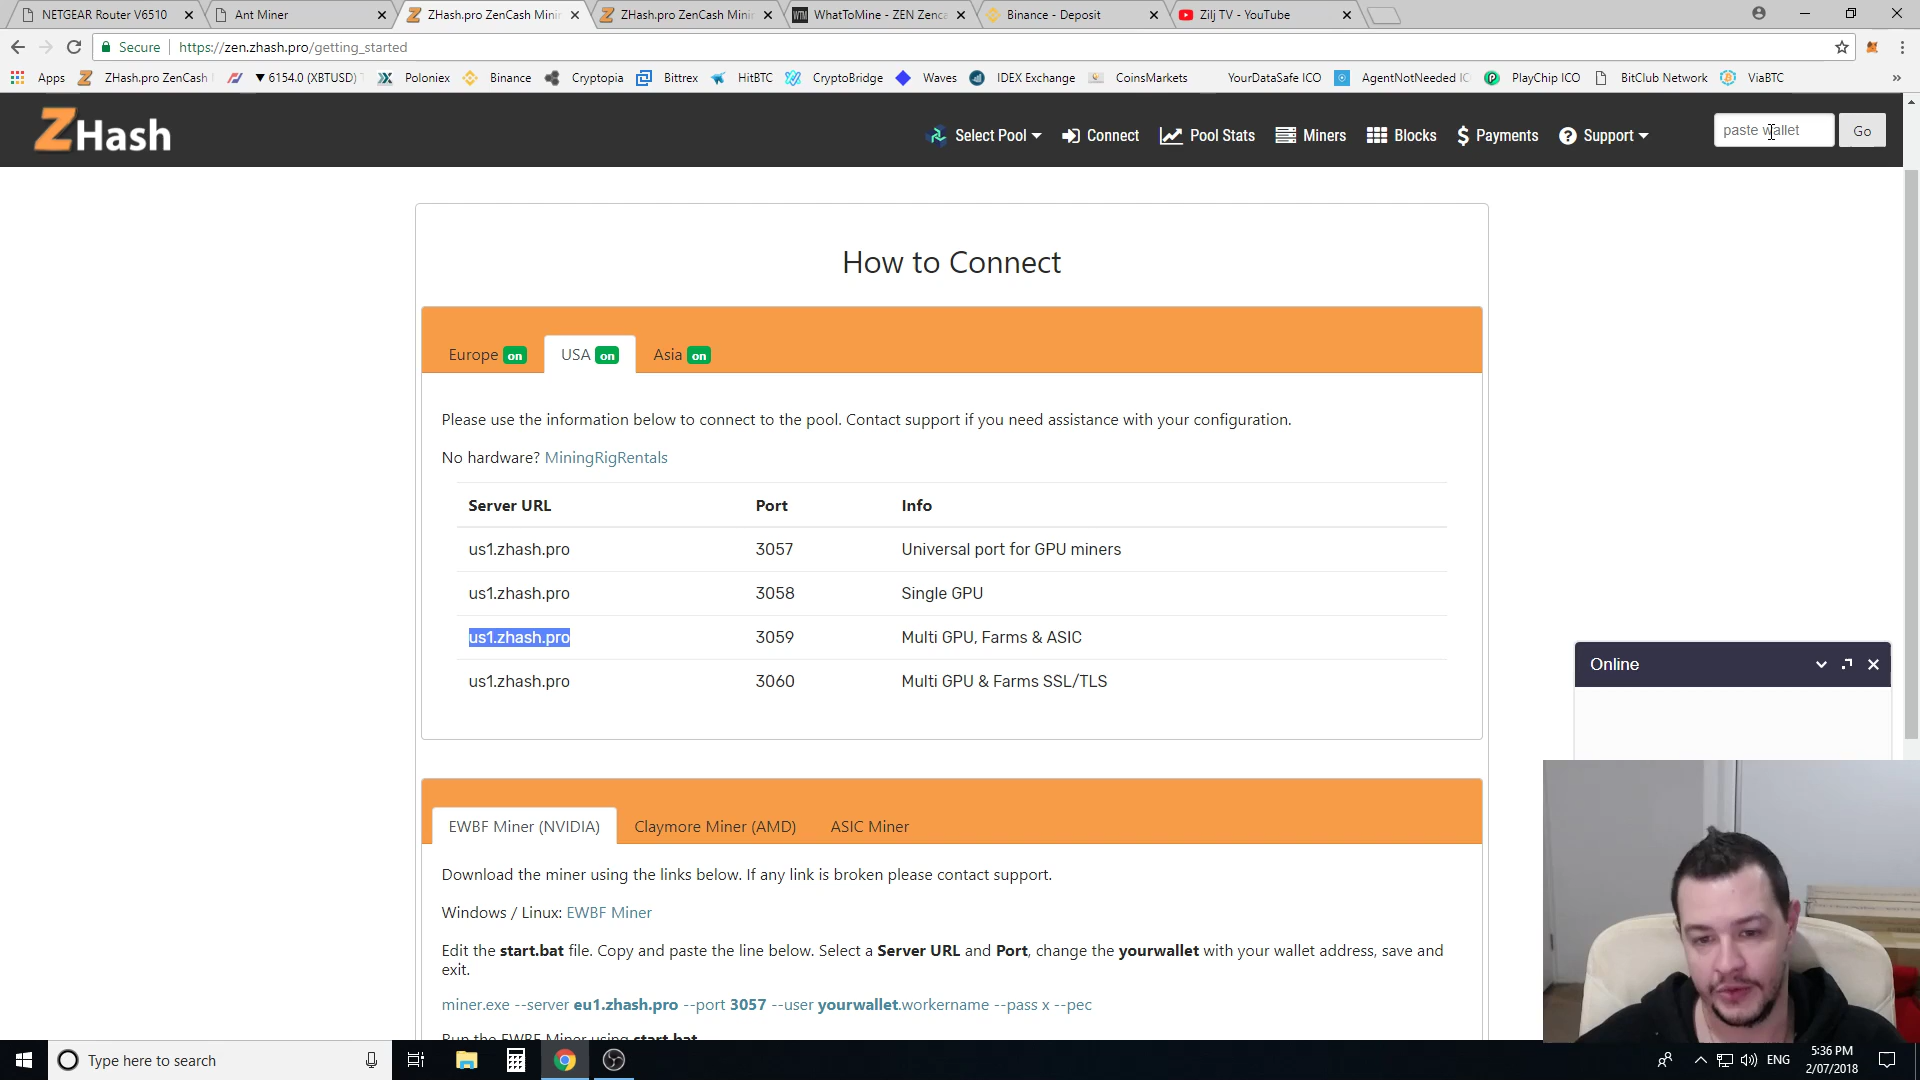 NETGEAR Router V6510
Ant Miner
ZHash.pro ZenCash Mini
ZHash.pro ZenCash Mini
WTM WhatToMine - ZEN Zenca
Binance - Deposit
Zilj TV - YouTube
Secure https://zen.zhash.pro/getting_started
Apps ZHash.pro ZenCash ▼ 6154.0 (XBTUSD) Poloniex Binance Cryptopia Bittrex HitBTC CryptoBridge Waves IDEX Exchange CoinsMarkets YourDataSafe ICO AgentNotNeeded IC PlayChip ICO BitClub Network ViaBTC »
ZHash
Select Pool Connect Pool Stats Miners Blocks Payments Support paste wallet Go
How to Connect
Europe on USA on Asia on
Please use the information below to connect to the pool. Contact support if you need assistance with your configuration.
No hardware? MiningRigRentals
Server URL Port Info
us1.zhash.pro 3057 Universal port for GPU miners
us1.zhash.pro 3058 Single GPU
us1.zhash.pro 3059 Multi GPU, Farms & ASIC
us1.zhash.pro 3060 Multi GPU & Farms SSL/TLS
Online
EWBF Miner (NVIDIA) Claymore Miner (AMD) ASIC Miner
Download the miner using the links below. If any link is broken please contact support.
Windows / Linux: EWBF Miner
Edit the start.bat file. Copy and paste the line below. Select a Server URL and Port, change the yourwallet with your wallet address, save and
exit.
miner.exe --server eu1.zhash.pro --port 3057 --user yourwallet.workername --pass x --pec
Run the EWBF Miner using start.bat
Type here to search
ENG
5:36 PM
2/07/2018